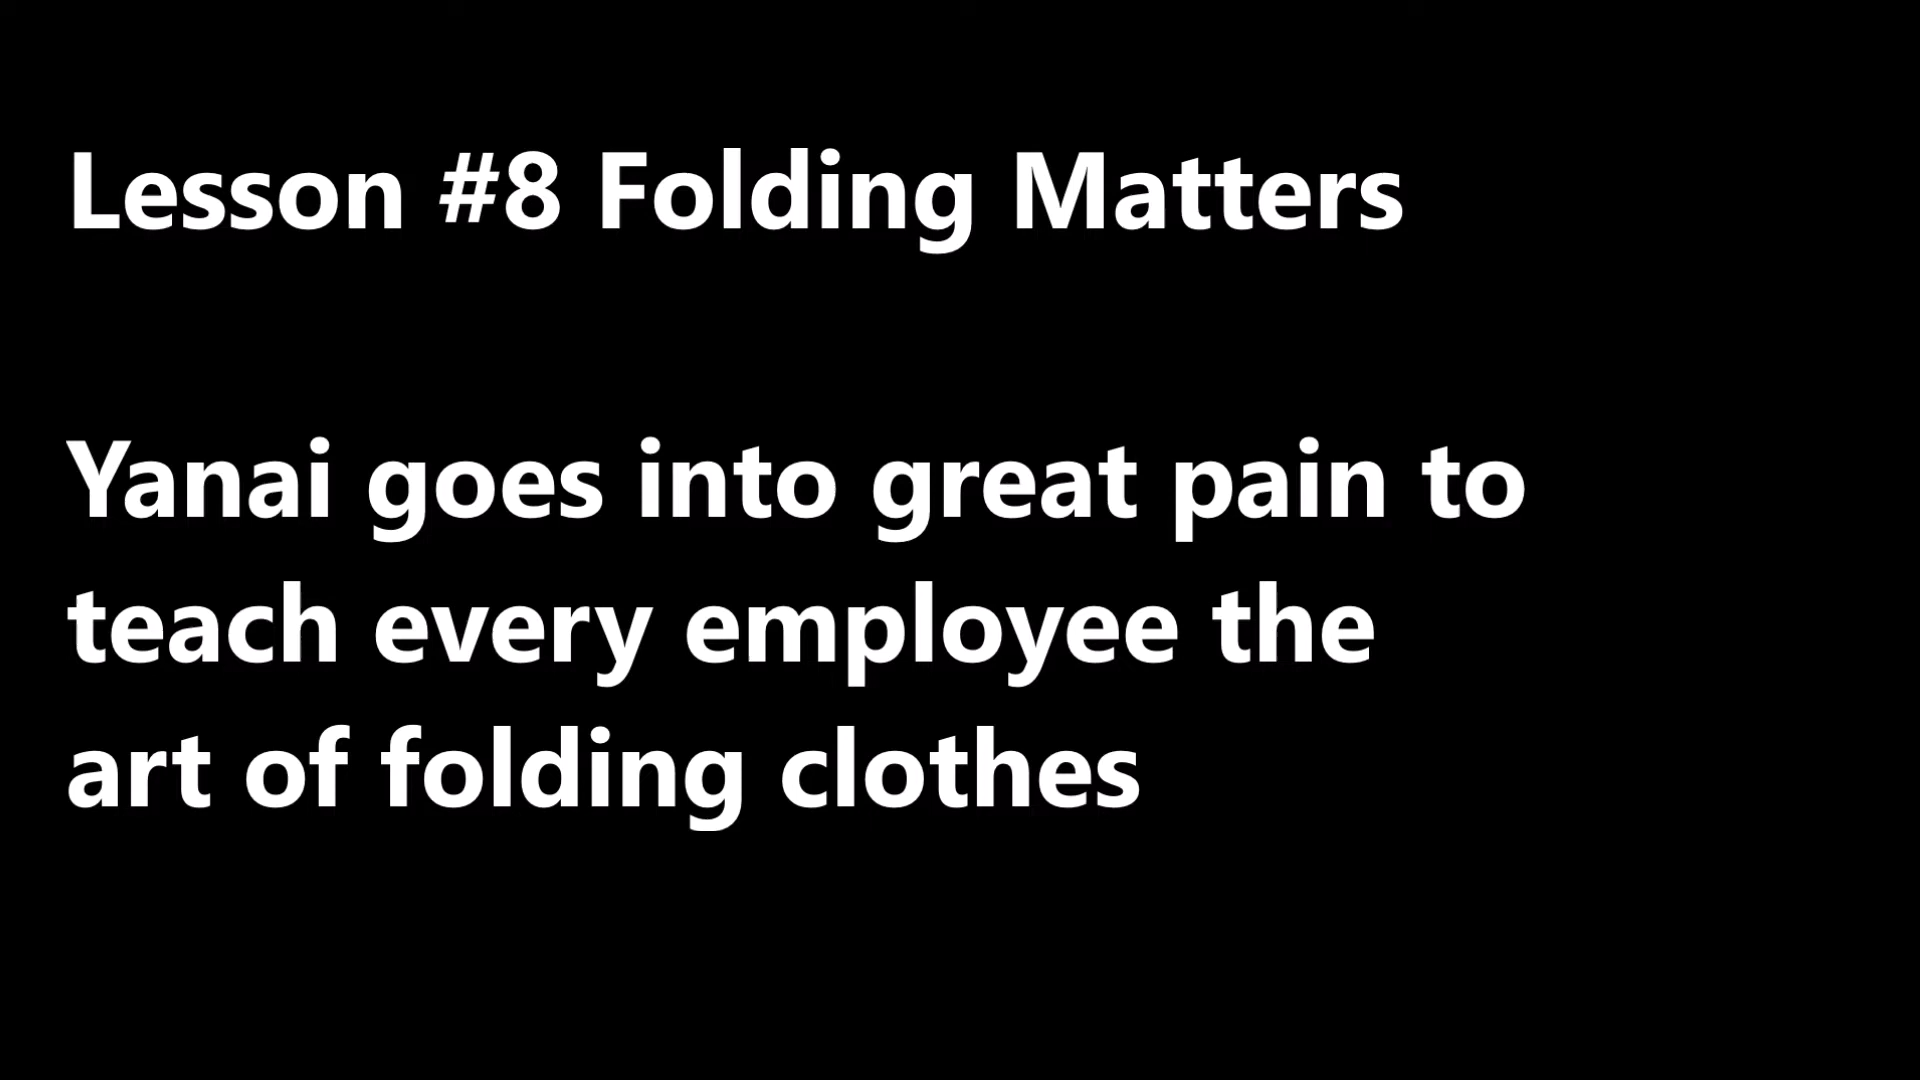 Lesson #8 Folding Matters
Yanai goes into great pain to
teach every employee the
art of folding clothes